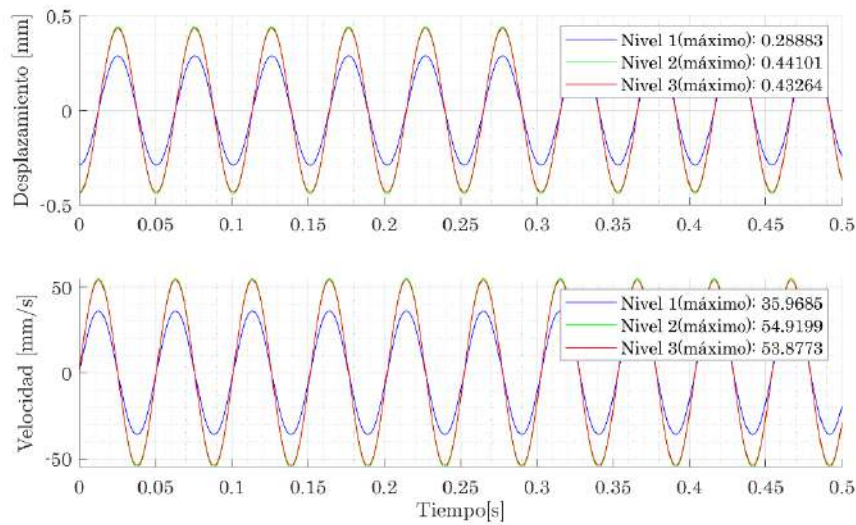 0.5
Nivel 1(máximo): 0.28883
Nivel 2(máximo): 0.44101
Nivel 3(máximo): 0.43264
Desplazamiento [mm]
0
-0.5
0 0.05 0.1 0.15 0.2 0.25 0.3 0.35 0.4 0.45 0.5
50
Nivel 1(máximo): 35.9685
Nivel 2(máximo): 54.9199
Nivel 3(máximo): 53.8773
Velocidad [mm/s]
0
-50
0 0.05 0.1 0.15 0.2 0.25 0.3 0.35 0.4 0.45 0.5
Tiempo[s]